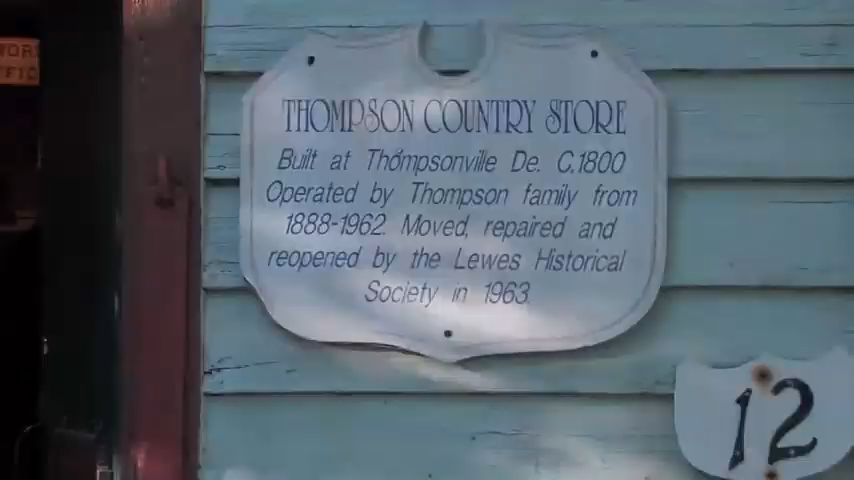 THOMPSON COUNTRY STORE
Built at Thompsonville De. C.1800
Operated by Thompson family from
1888-1962. Moved, repaired and
reopened by the Lewes Historical
Society in 1963.
12